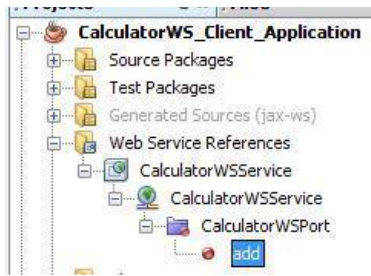 CalculatorWS_Client_Application
Source Packages
Test Packages
Generated Sources (jax-ws)
Web Service References
CalculatorWSService
CalculatorWSService
CalculatorWSPort
add